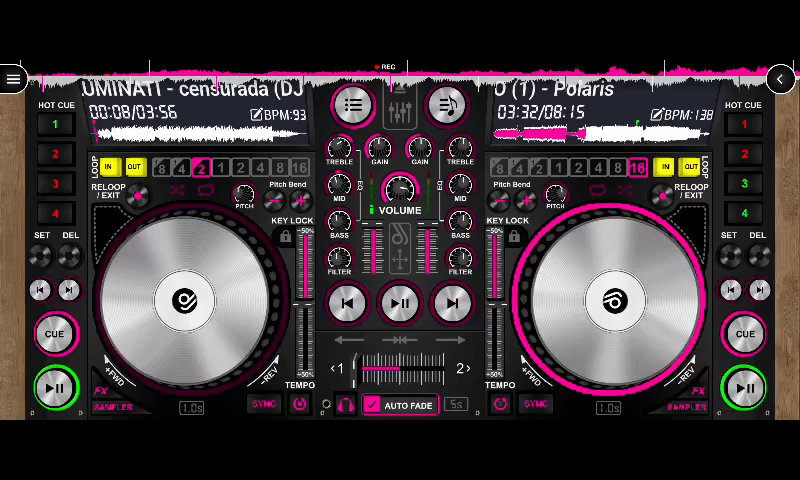 REC
UMINATI - censurada (DJ
00:08/03:56
BPM:93
O (1) - Polaris
03:32/08:15
BPM:138
HOT CUE
1
2
3
4
SET DEL
CUE
LOOP
IN OUT
/8 /4 /2 1 2 4 8 16
RELOOP
/ EXIT
PITCH
Pitch Bend
KEY LOCK
-50%
+50%
+FWD
-REV
TEMPO
FX
SAMPLER
1.0s
SYNC
TREBLE
GAIN
GAIN
TREBLE
MID
EQ
EQ
MID
VOLUME
BASS
BASS
FILTER
FILTER
1
2
AUTO FADE
5s
/8 /4 /2 1 2 4 8 16
IN OUT
LOOP
Pitch Bend
PITCH
RELOOP
/ EXIT
KEY LOCK
-50%
+50%
+FWD
-REV
TEMPO
SYNC
1.0s
FX
SAMPLER
HOT CUE
1
2
3
4
SET DEL
CUE